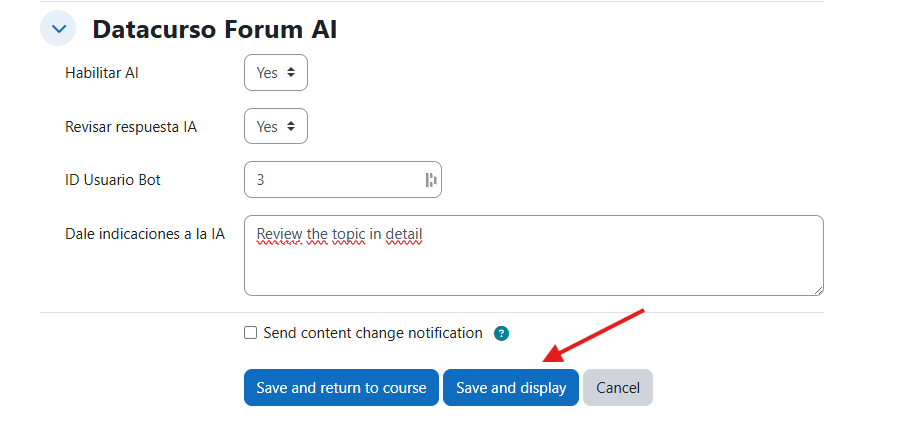 Datacurso Forum AI
Habilitar AI Yes
Revisar respuesta IA Yes
ID Usuario Bot 3
Dale indicaciones a la IA Review the topic in detail
Send content change notification ?
Save and return to course Save and display Cancel